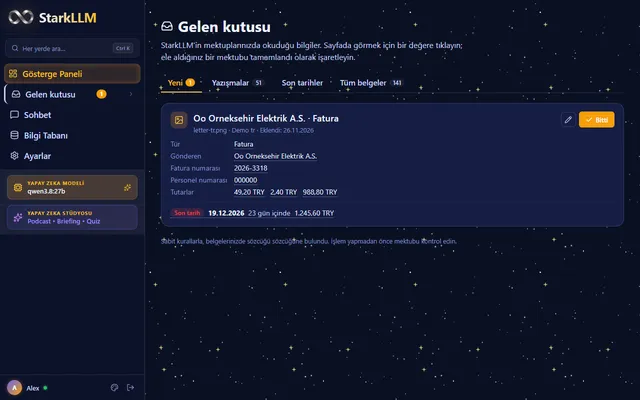 StarkLLM
Her yerde ara...
Ctrl E
Gösterge Paneli
Gelen kutusu
1
Sohbet
Bilgi Tabanı
Ayarlar
YAPAY ZEKA MODELİ
qwen3.8:27b
YAPAY ZEKA STÜDYOSU
Podcast • Briefing • Quiz
A
Alex
Gelen kutusu
StarkLLM'in mektuplarınızda okuduğu bilgiler. Sayfada görmek için bir değere tıklayın;
ele aldığınız bir mektubu tamamlandı olarak işaretleyin.
Yeni 1 Yazışmalar 51 Son tarihler Tüm belgeler 141
Oo Orneksehir Elektrik A.S. · Fatura
letter-tr.png · Demo tr · Eklendi: 26.11.2026
Bitti
Tür Fatura
Gönderen Oo Orneksehir Elektrik A.S.
Fatura numarası 2026-3318
Personel numarası 000000
Tutarlar 49,20 TRY 2,40 TRY 988,80 TRY
Son tarih 19.12.2026 23 gün içinde 1.245,60 TRY
Sabit kurallarla, belgelerinizde sözcüğü sözcüğüne bulundu. İşlem yapmadan önce mektubu kontrol edin.